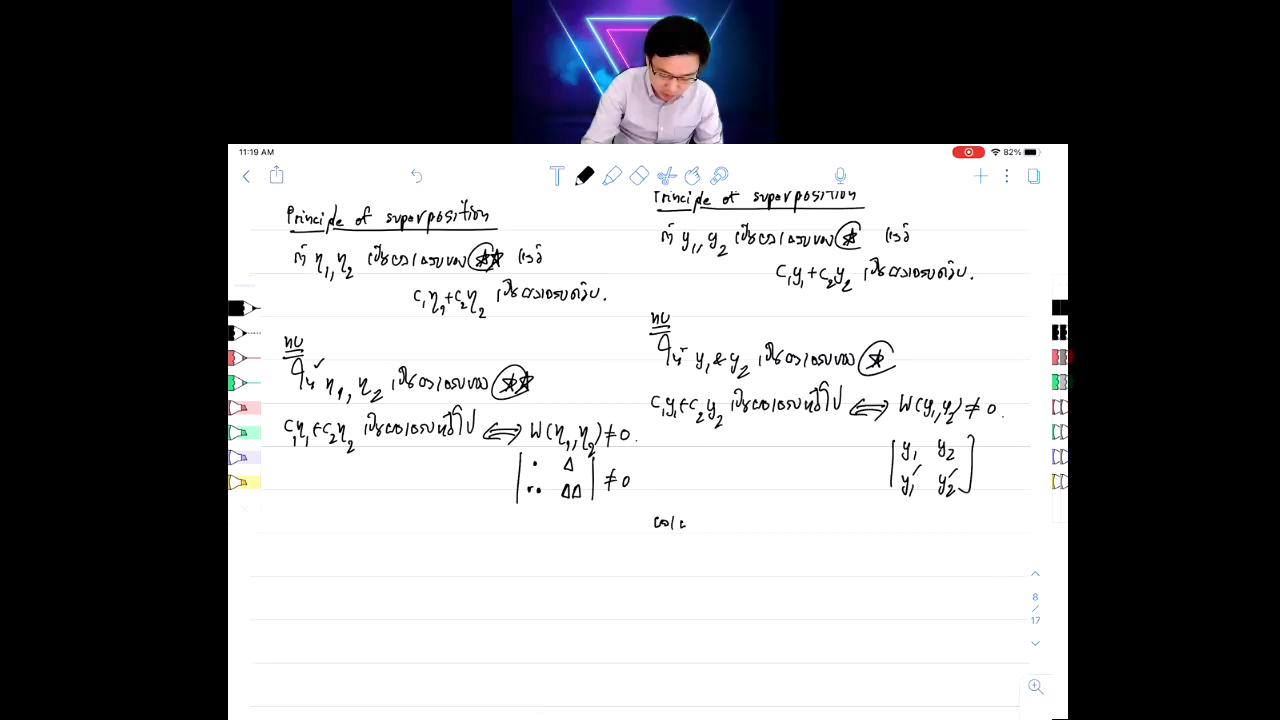 11:19 AM
82%
T
Principle of superposition
ถ้า η₁, η₂ เป็นผลเฉลยของ ★★ แล้ว
c₁η₁+c₂η₂ เป็นผลเฉลยด้วย.
ทบ
ให้ η₁, η₂ เป็นผลเฉลยของ ★★
c₁η₁+c₂η₂ เป็นผลเฉลยทั่วไป ⟺ W(η₁,η₂)≠0.
≠0
Principle of superposition
ถ้า y₁, y₂ เป็นผลเฉลยของ ★ แล้ว
c₁y₁+c₂y₂ เป็นผลเฉลยด้วย.
ทบ
ให้ y₁ & y₂ เป็นผลเฉลยของ ★
c₁y₁+c₂y₂ เป็นผลเฉลยทั่วไป ⟺ W(y₁,y₂)≠0.
y₁ y₂
y₁′ y₂′
8
/
17